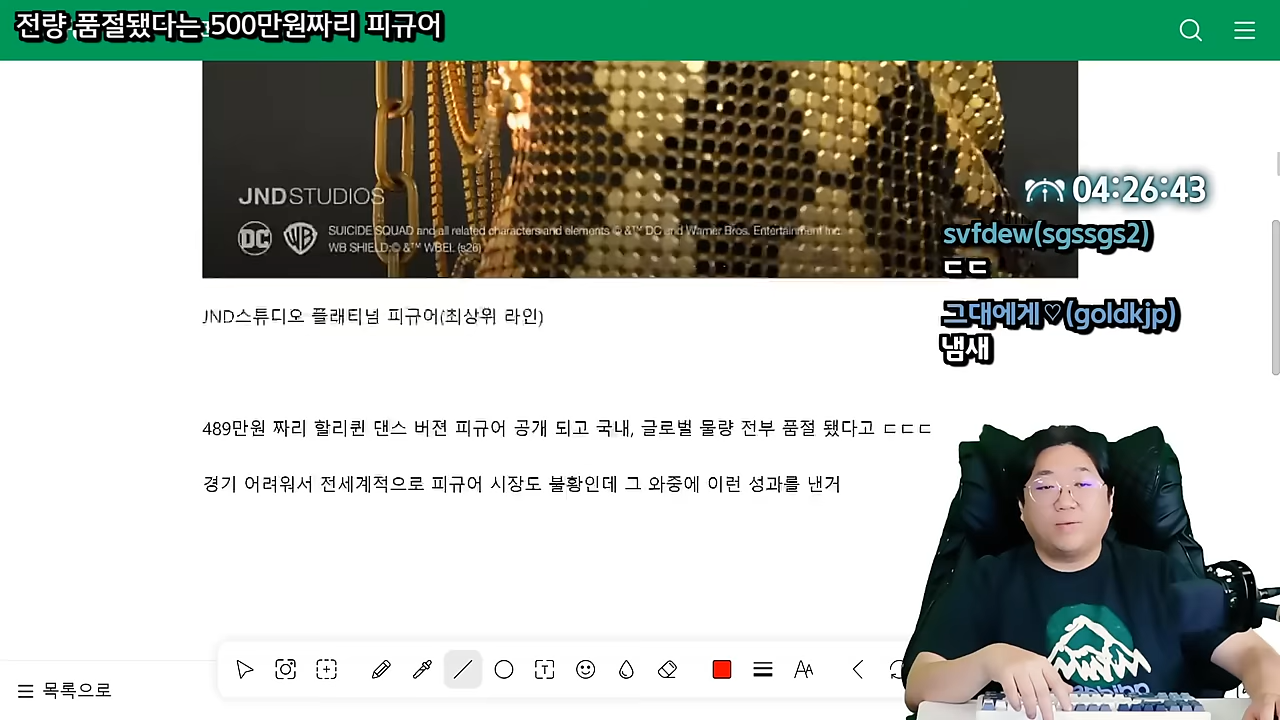 전량 품절됐다는 500만원짜리 피규어
JNDSTUDIOS
DC
WB
SUICIDE SQUAD and all related characters and elements © &™ DC and Warner Bros. Entertainment Inc.
WB SHIELD: © &™ WBEI. (s26)
04:26:43
svfdew(sgssgs2)
ㄷㄷ
그대에게♡(goldkjp)
냄새
JND스튜디오 플래티넘 피규어(최상위 라인)
489만원 짜리 할리퀸 댄스 버젼 피규어 공개 되고 국내, 글로벌 물량 전부 품절 됐다고 ㄷㄷㄷ
경기 어려워서 전세계적으로 피규어 시장도 불황인데 그 와중에 이런 성과를 낸거
목록으로